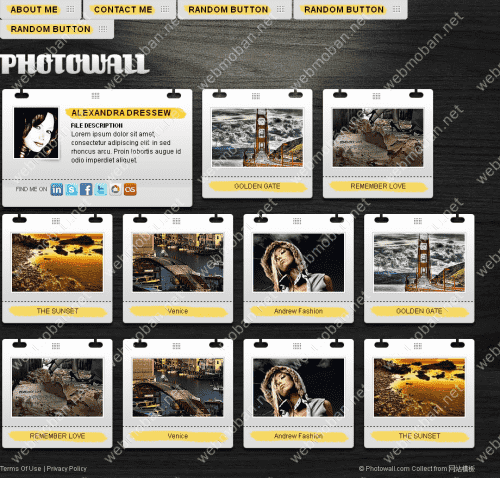 ABOUT ME
CONTACT ME
RANDOM BUTTON
RANDOM BUTTON
RANDOM BUTTON
PHOTOWALL
ALEXANDRA DRESSEW
FILE DESCRIPTION
Lorem ipsum dolor sit amet,
consectetur adipiscing elit. in sed
rhoncus arcu. Proin lobortis augue id
odio imperdiet aliquet.
FIND ME ON
GOLDEN GATE
REMEMBER LOVE
THE SUNSET
Venice
Andrew Fashion
GOLDEN GATE
REMEMBER LOVE
Venice
Andrew Fashion
THE SUNSET
Terms Of Use | Privacy Policy
© Photowall.com Collect from 网站模板
webmoban.net